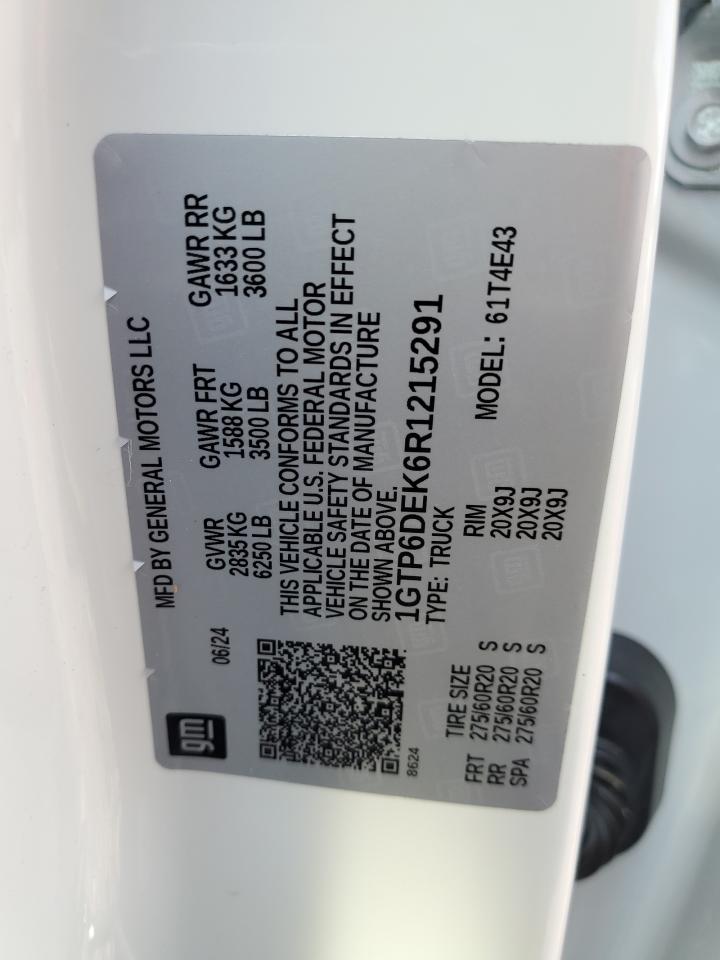 gm
06/24
MFD BY GENERAL MOTORS LLC
GVWR GAWR FRT GAWR RR
2835 KG 1588 KG 1633 KG
6250 LB 3500 LB 3600 LB
THIS VEHICLE CONFORMS TO ALL
APPLICABLE U.S. FEDERAL MOTOR
VEHICLE SAFETY STANDARDS IN EFFECT
ON THE DATE OF MANUFACTURE
SHOWN ABOVE.
1GTP6DEK6R1215291
TYPE: TRUCK
MODEL: 61T4E43
8624
TIRE SIZE RIM
FRT 275/60R20 S 20X9J
RR 275/60R20 S 20X9J
SPA 275/60R20 S 20X9J